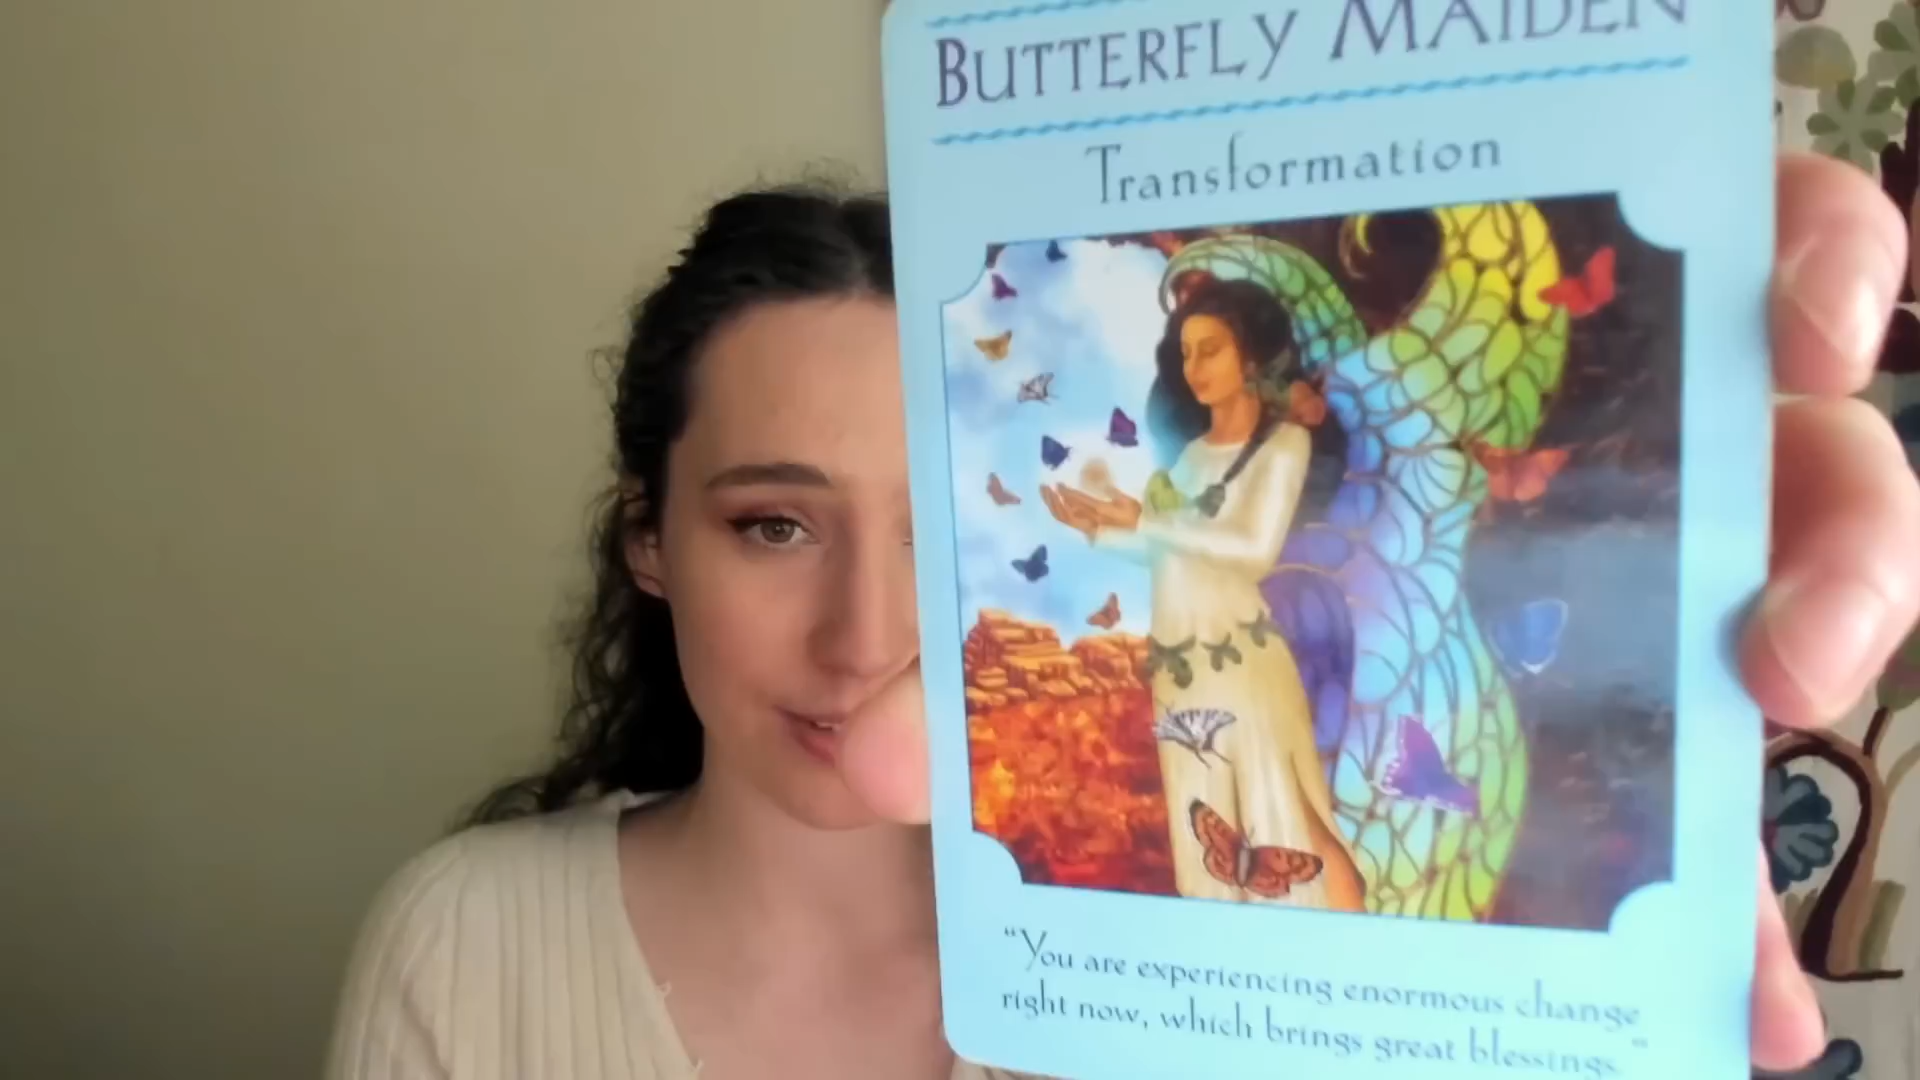 BUTTERFLY MAIDEN
Transformation
"You are experiencing enormous change
right now, which brings great blessings."